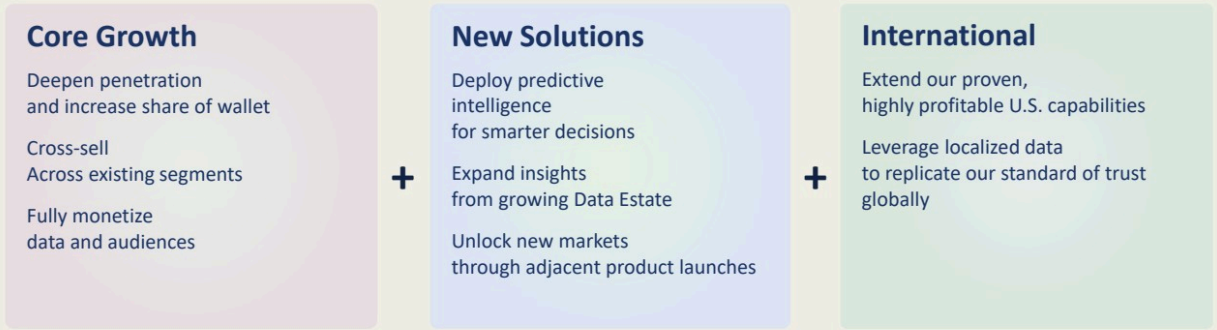 Core Growth
Deepen penetration
and increase share of wallet
Cross-sell
Across existing segments
Fully monetize
data and audiences
+
New Solutions
Deploy predictive
intelligence
for smarter decisions
Expand insights
from growing Data Estate
Unlock new markets
through adjacent product launches
+
International
Extend our proven,
highly profitable U.S. capabilities
Leverage localized data
to replicate our standard of trust
globally